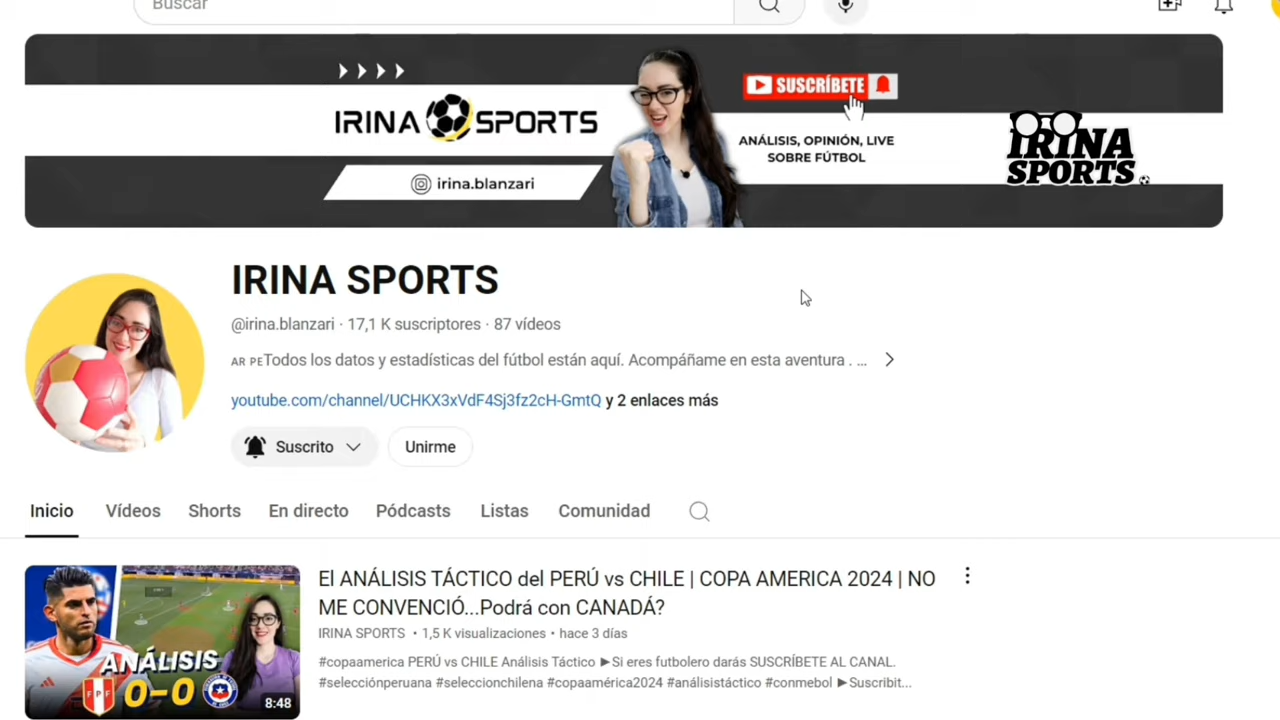 Buscar
IRINA SPORTS
SUSCRÍBETE
ANÁLISIS, OPINIÓN, LIVE
SOBRE FÚTBOL
irina.blanzari
IRINA
SPORTS
IRINA SPORTS
@irina.blanzari · 17,1 K suscriptores · 87 vídeos
AR PETodos los datos y estadísticas del fútbol están aquí. Acompáñame en esta aventura . ...
youtube.com/channel/UCHKX3xVdF4Sj3fz2cH-GmtQ y 2 enlaces más
Suscrito
Unirme
Inicio Vídeos Shorts En directo Pódcasts Listas Comunidad
El ANÁLISIS TÁCTICO del PERÚ vs CHILE | COPA AMERICA 2024 | NO
ME CONVENCIÓ...Podrá con CANADÁ?
IRINA SPORTS • 1,5 K visualizaciones • hace 3 días
#copaamerica PERÚ vs CHILE Análisis Táctico ►Si eres futbolero darás SUSCRÍBETE AL CANAL.
#selecciónperuana #seleccionchilena #copaamérica2024 #análisistáctico #conmebol ►Suscribit...
ANÁLISIS
FPF 0-0
8:48